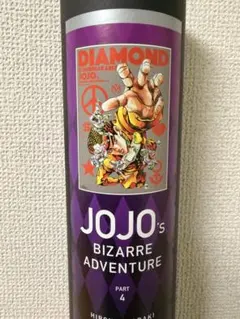 DIAMOND
JOJO's
BIZARRE
ADVENTURE
PART
4